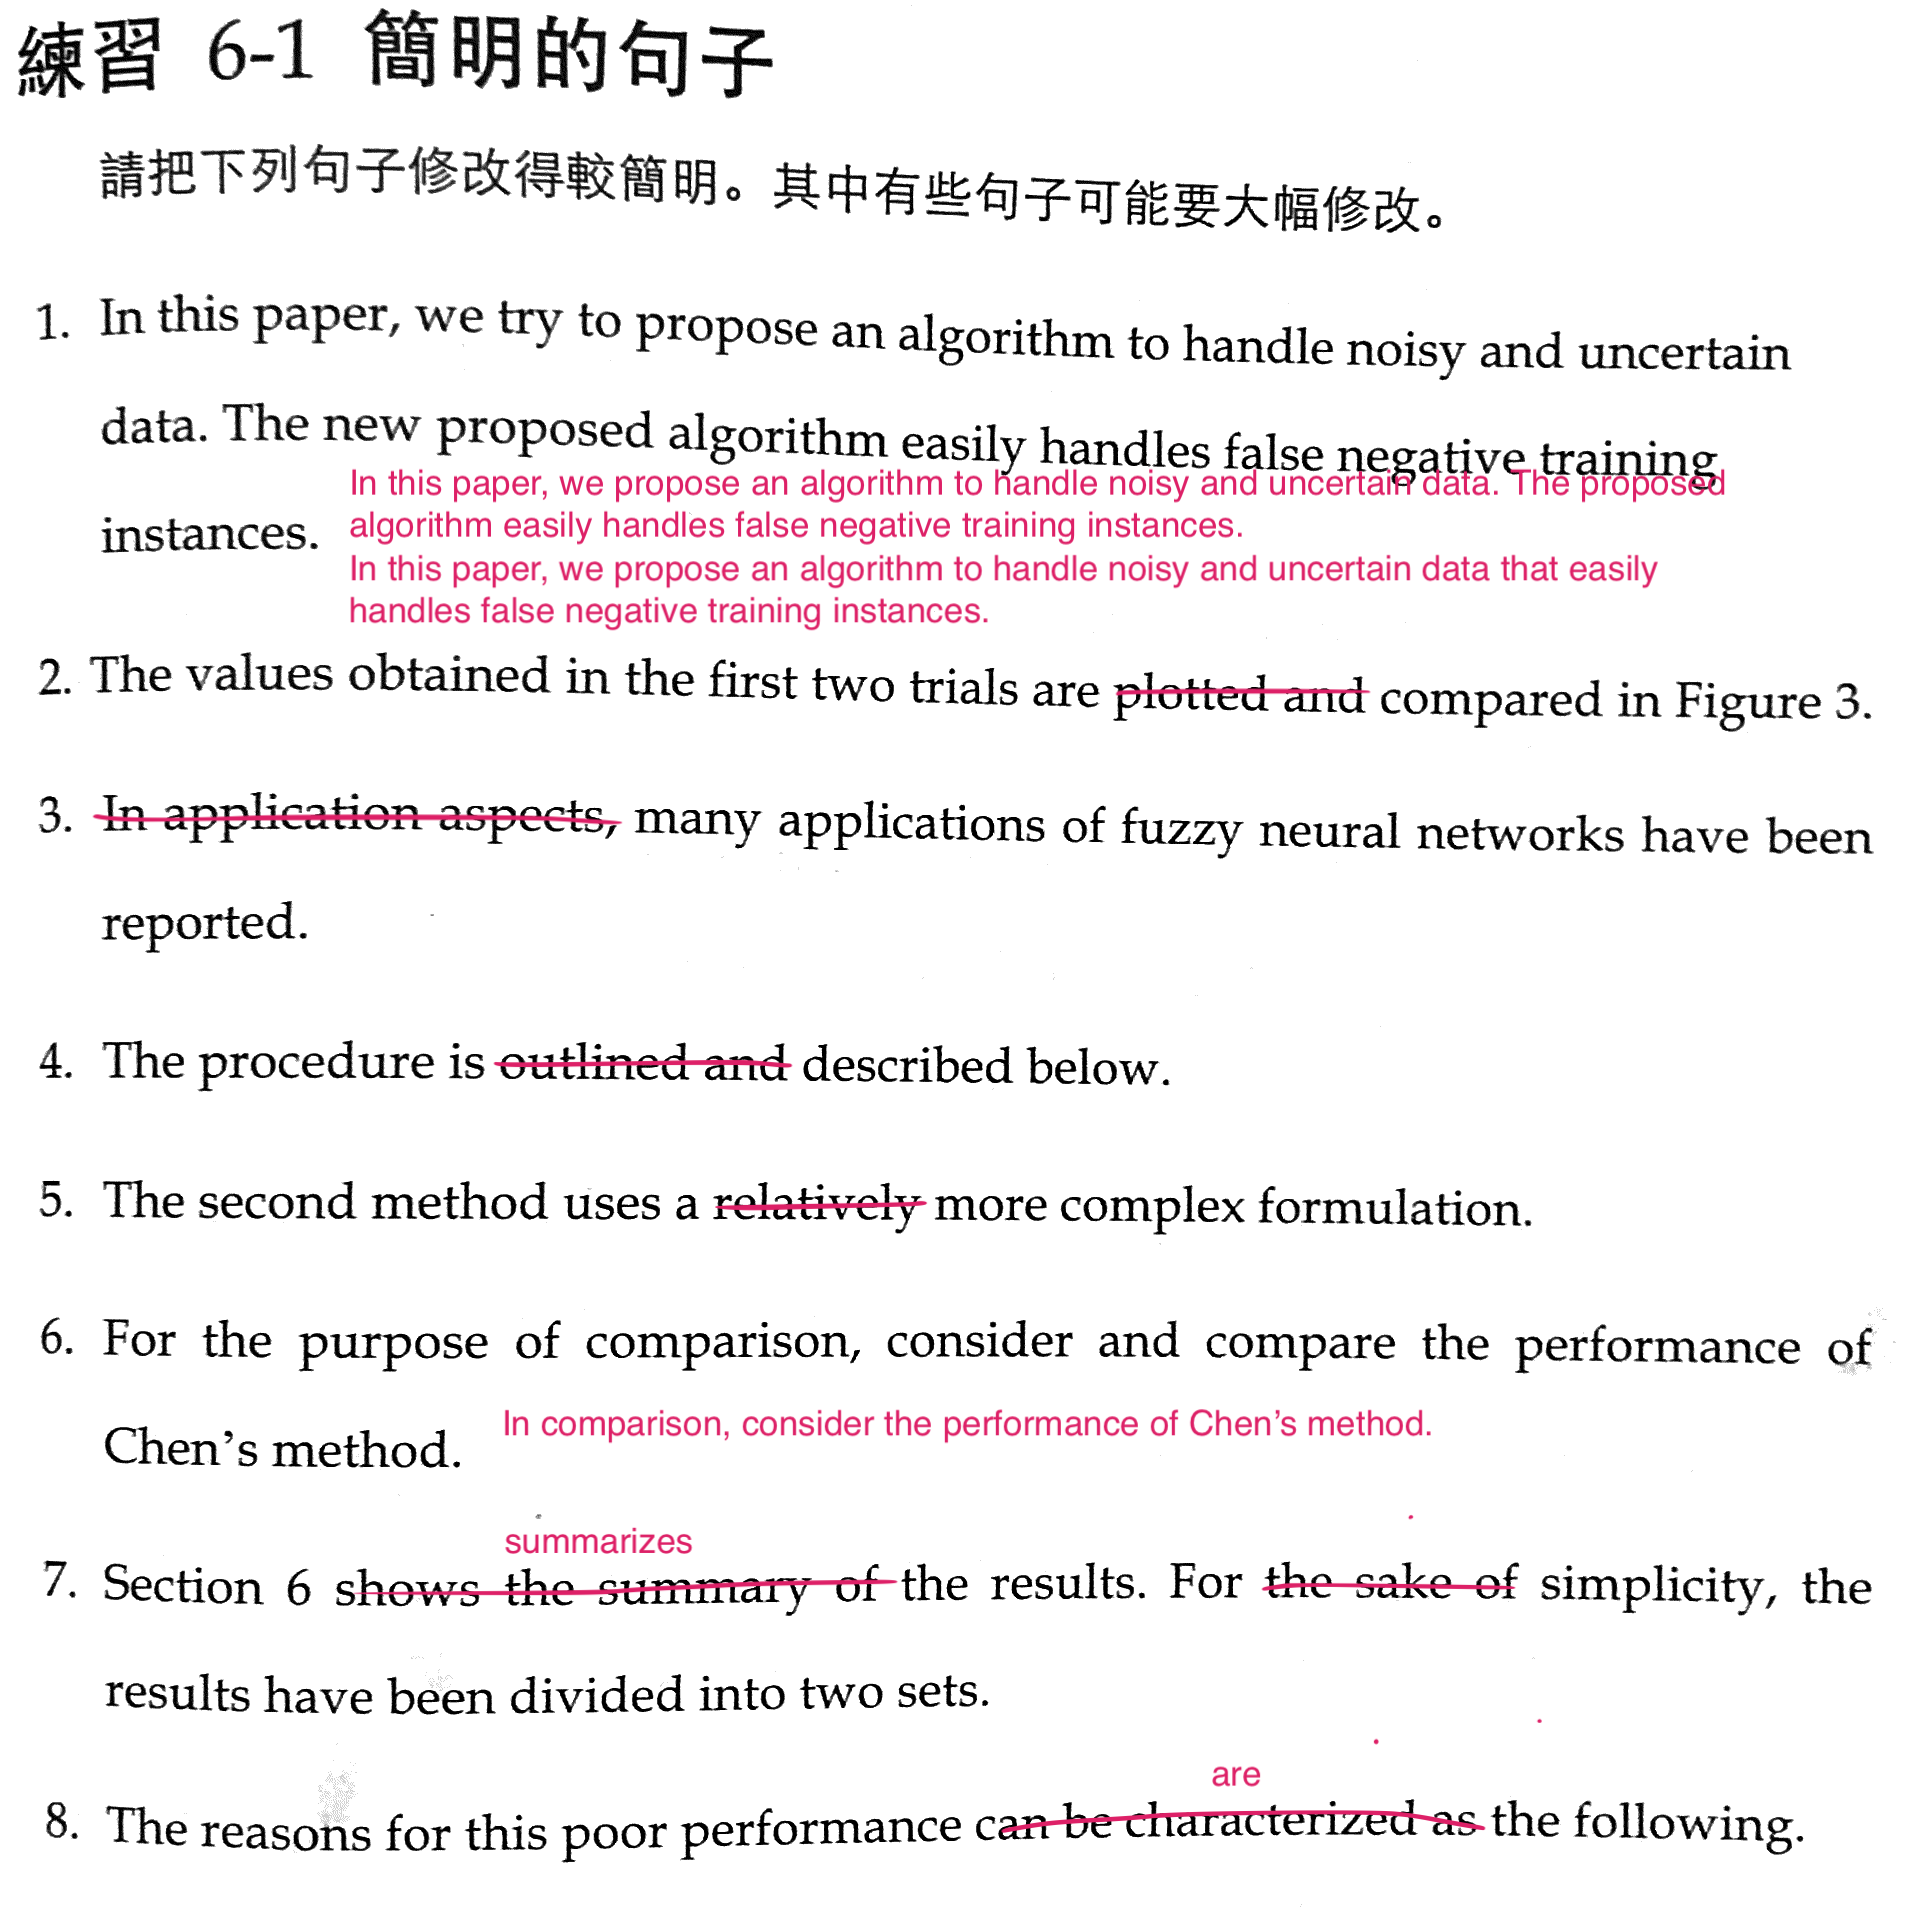 練習 6-1 簡明的句子
請把下列句子修改得較簡明。其中有些句子可能要大幅修改。
1. In this paper, we try to propose an algorithm to handle noisy and uncertain
data. The new proposed algorithm easily handles false negative training
In this paper, we propose an algorithm to handle noisy and uncertain data. The proposed
instances. algorithm easily handles false negative training instances.
In this paper, we propose an algorithm to handle noisy and uncertain data that easily
handles false negative training instances.
2. The values obtained in the first two trials are plotted and compared in Figure 3.
3. In application aspects, many applications of fuzzy neural networks have been
reported.
4. The procedure is outlined and described below.
5. The second method uses a relatively more complex formulation.
6. For the purpose of comparison, consider and compare the performance of
Chen's method. In comparison, consider the performance of Chen's method.
summarizes
7. Section 6 shows the summary of the results. For the sake of simplicity, the
results have been divided into two sets.
are
8. The reasons for this poor performance can be characterized as the following.